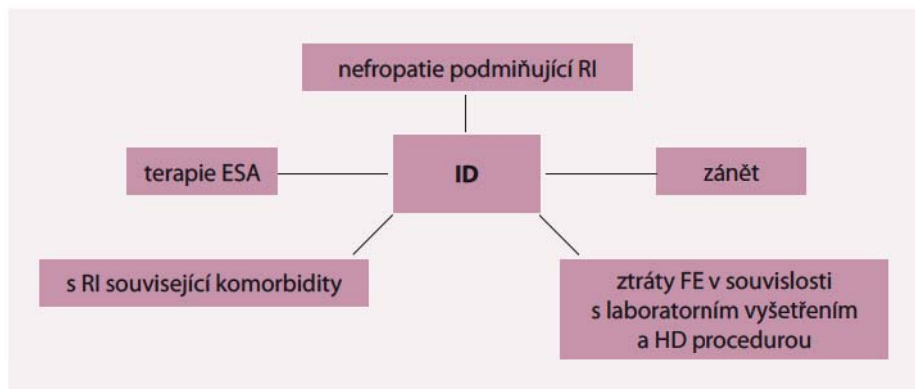 nefropatie podmiňující RI
terapie ESA
ID
zánět
s RI související komorbidity
ztráty FE v souvislosti
s laboratorním vyšetřením
a HD procedurou